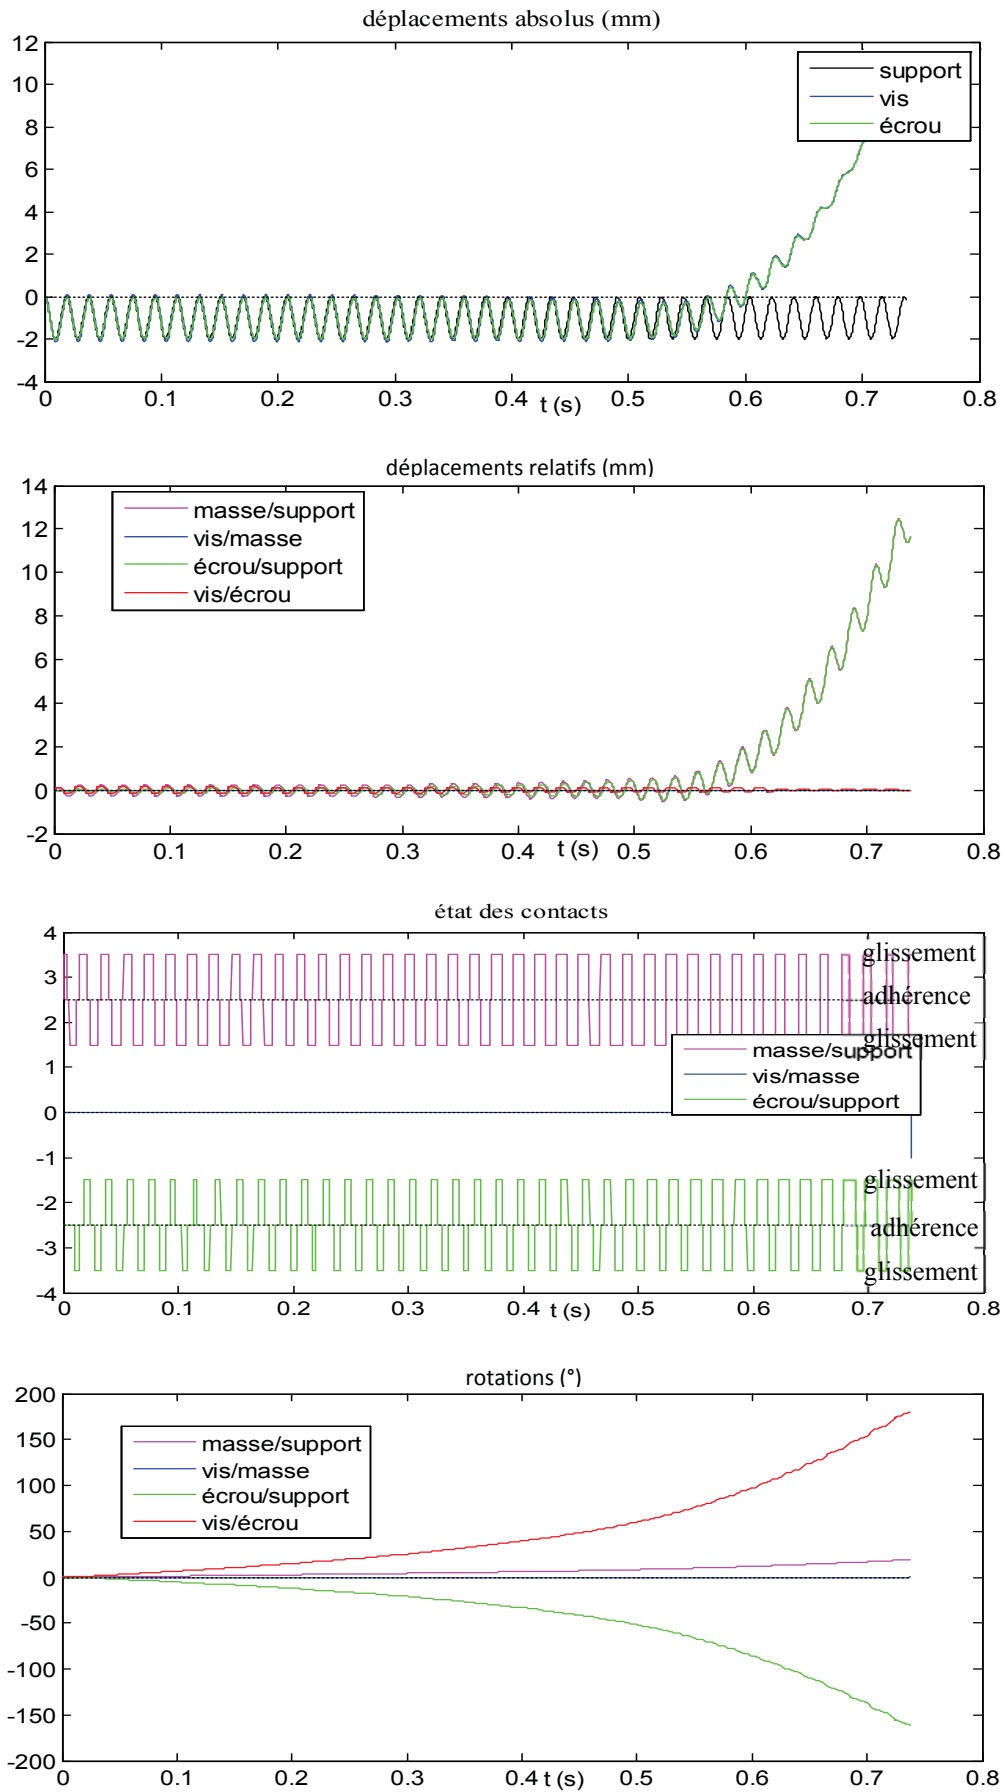 déplacements absolus (mm)
12
10
8
6
4
2
0
-2
-4
support
vis
écrou
0 0.1 0.2 0.3 0.4 0.5 0.6 0.7 0.8
t (s)
déplacements relatifs (mm)
14
12
10
8
6
4
2
0
-2
masse/support
vis/masse
écrou/support
vis/écrou
0 0.1 0.2 0.3 0.4 0.5 0.6 0.7 0.8
t (s)
état des contacts
4
3
2
1
0
-1
-2
-3
-4
glissement
adhérence
glissement
masse/support
vis/masse
écrou/support
glissement
adhérence
glissement
0 0.1 0.2 0.3 0.4 0.5 0.6 0.7 0.8
t (s)
rotations (°)
200
150
100
50
0
-50
-100
-150
-200
masse/support
vis/masse
écrou/support
vis/écrou
0 0.1 0.2 0.3 0.4 0.5 0.6 0.7 0.8
t (s)